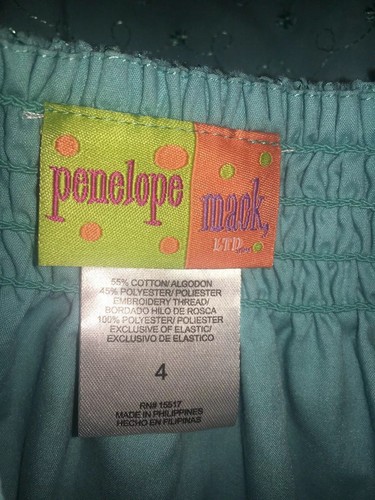 penelope
mack,
LTD.
55% COTTON/ALGODON
45% POLYESTER/POLIESTER
EMBROIDERY THREAD/
BORDADO HILO DE ROSCA
100% POLYESTER/POLIESTER
EXCLUSIVE OF ELASTIC/
EXCLUSIVO DE ELASTICO
4
RN# 15517
MADE IN PHILIPPINES
HECHO EN FILIPINAS